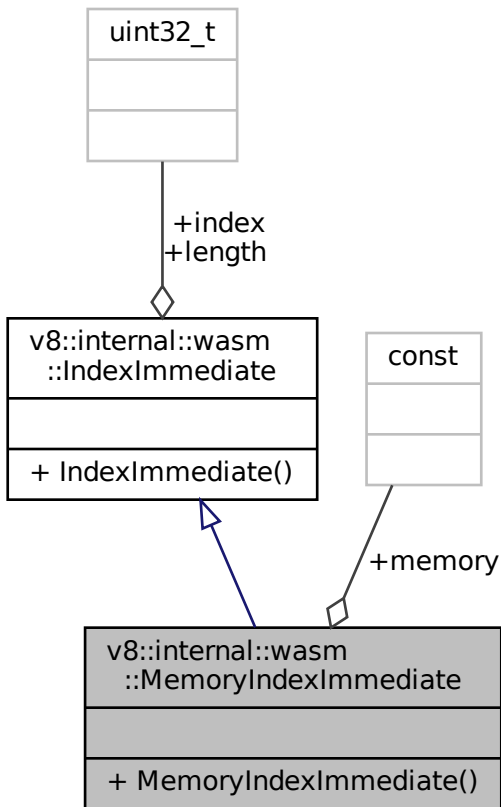 uint32_t
+index
+length
v8::internal::wasm
::IndexImmediate
+ IndexImmediate()
const
+memory
v8::internal::wasm
::MemoryIndexImmediate
+ MemoryIndexImmediate()